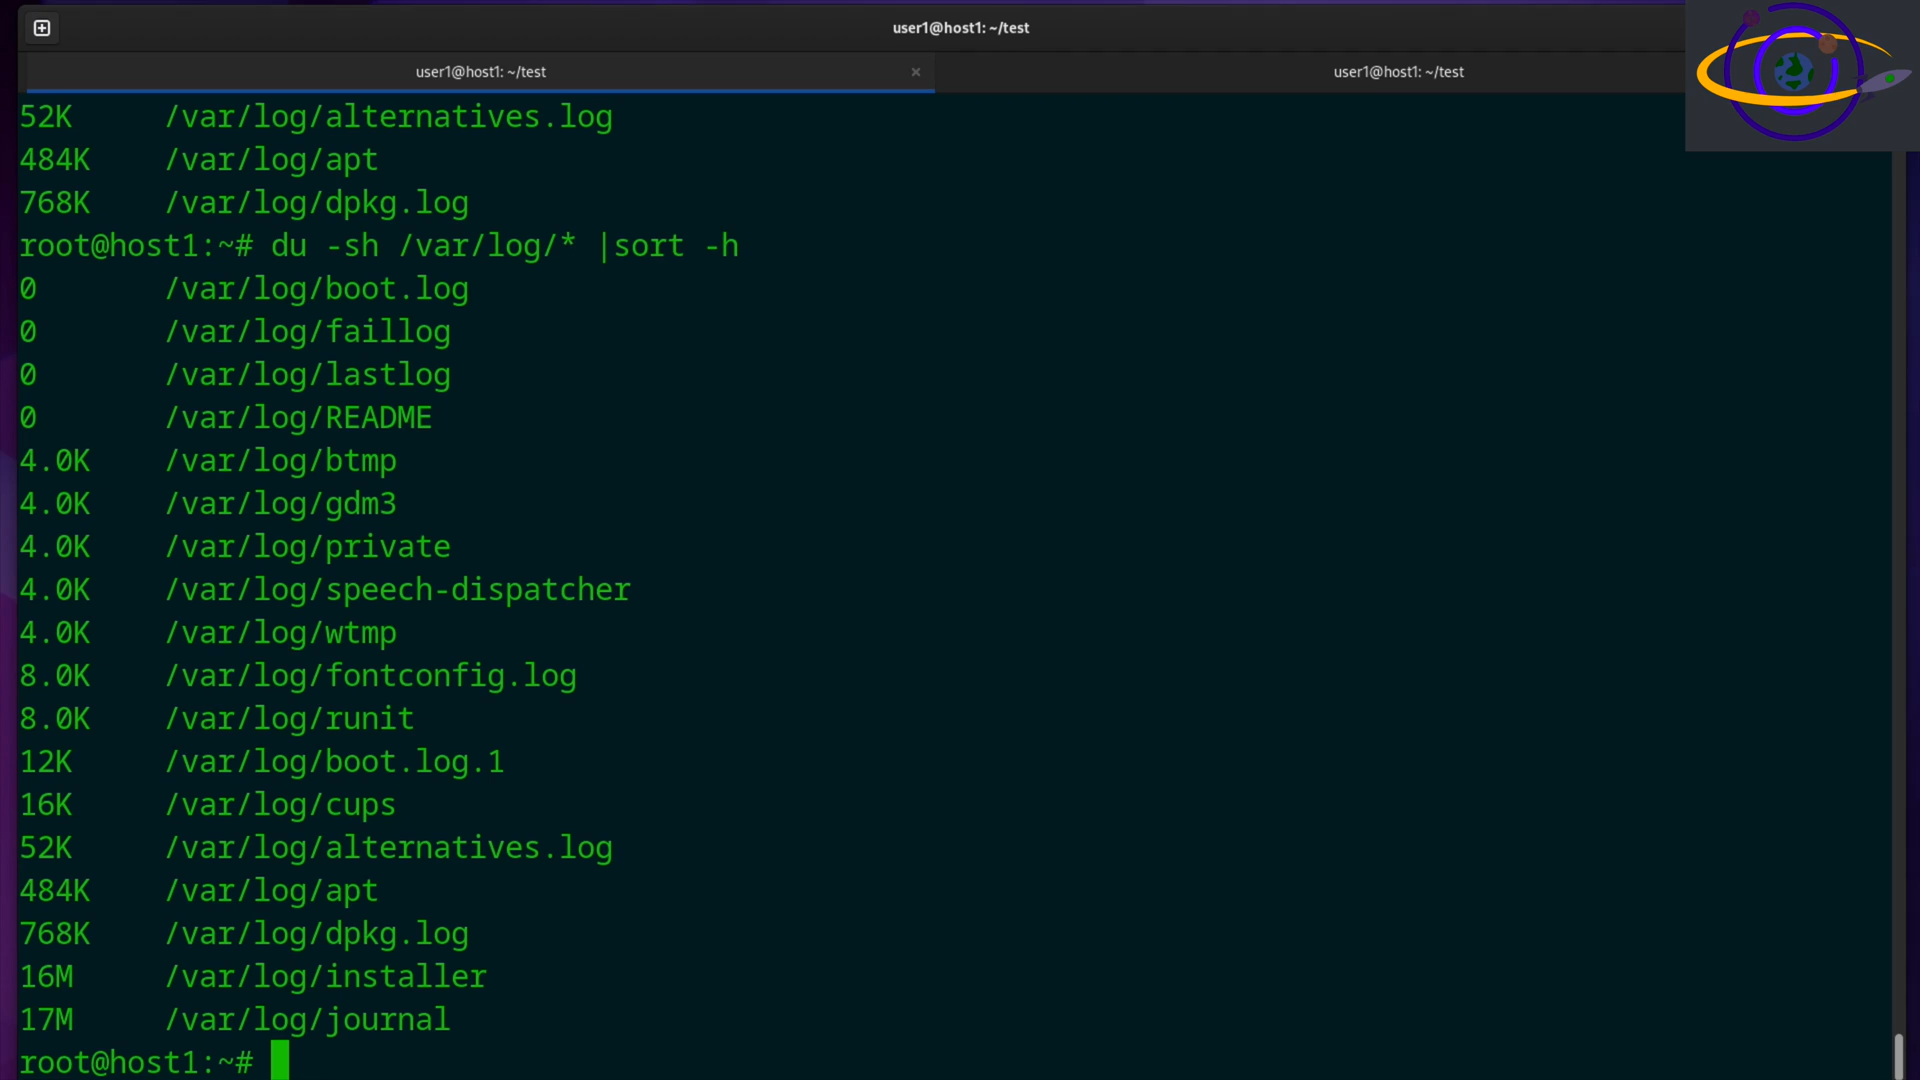 user1@host1: ~/test
user1@host1: ~/test × user1@host1: ~/test
52K /var/log/alternatives.log
484K /var/log/apt
768K /var/log/dpkg.log
root@host1:~# du -sh /var/log/* |sort -h
0 /var/log/boot.log
0 /var/log/faillog
0 /var/log/lastlog
0 /var/log/README
4.0K /var/log/btmp
4.0K /var/log/gdm3
4.0K /var/log/private
4.0K /var/log/speech-dispatcher
4.0K /var/log/wtmp
8.0K /var/log/fontconfig.log
8.0K /var/log/runit
12K /var/log/boot.log.1
16K /var/log/cups
52K /var/log/alternatives.log
484K /var/log/apt
768K /var/log/dpkg.log
16M /var/log/installer
17M /var/log/journal
root@host1:~#